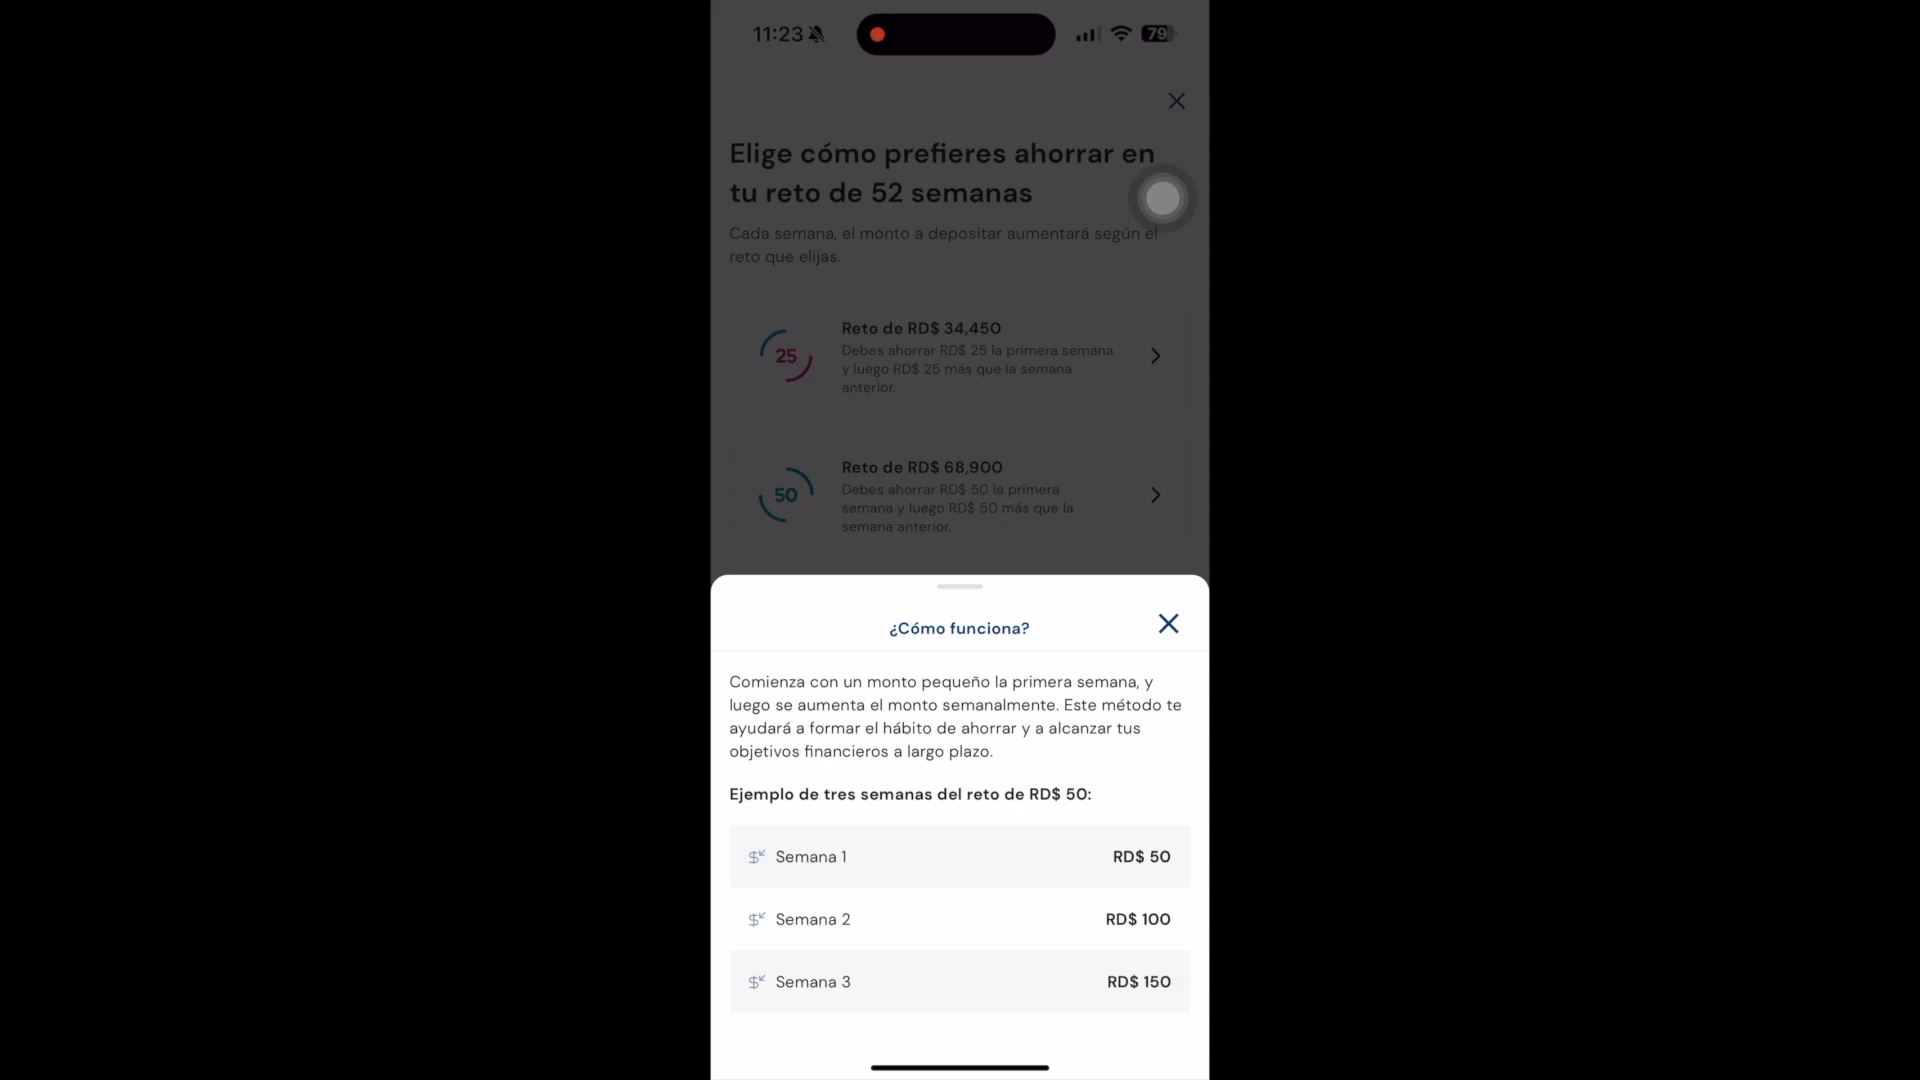 11:23
79
Elige cómo prefieres ahorrar en
tu reto de 52 semanas
Cada semana, el monto a depositar aumentará según el
reto que elijas.
25
Reto de RD$ 34,450
Debes ahorrar RD$ 25 la primera semana
y luego RD$ 25 más que la semana
anterior.
50
Reto de RD$ 68,900
Debes ahorrar RD$ 50 la primera
semana y luego RD$ 50 más que la
semana anterior.
¿Cómo funciona?
Comienza con un monto pequeño la primera semana, y
luego se aumenta el monto semanalmente. Este método te
ayudará a formar el hábito de ahorrar y a alcanzar tus
objetivos financieros a largo plazo.
Ejemplo de tres semanas del reto de RD$ 50:
Semana 1 RD$ 50
Semana 2 RD$ 100
Semana 3 RD$ 150